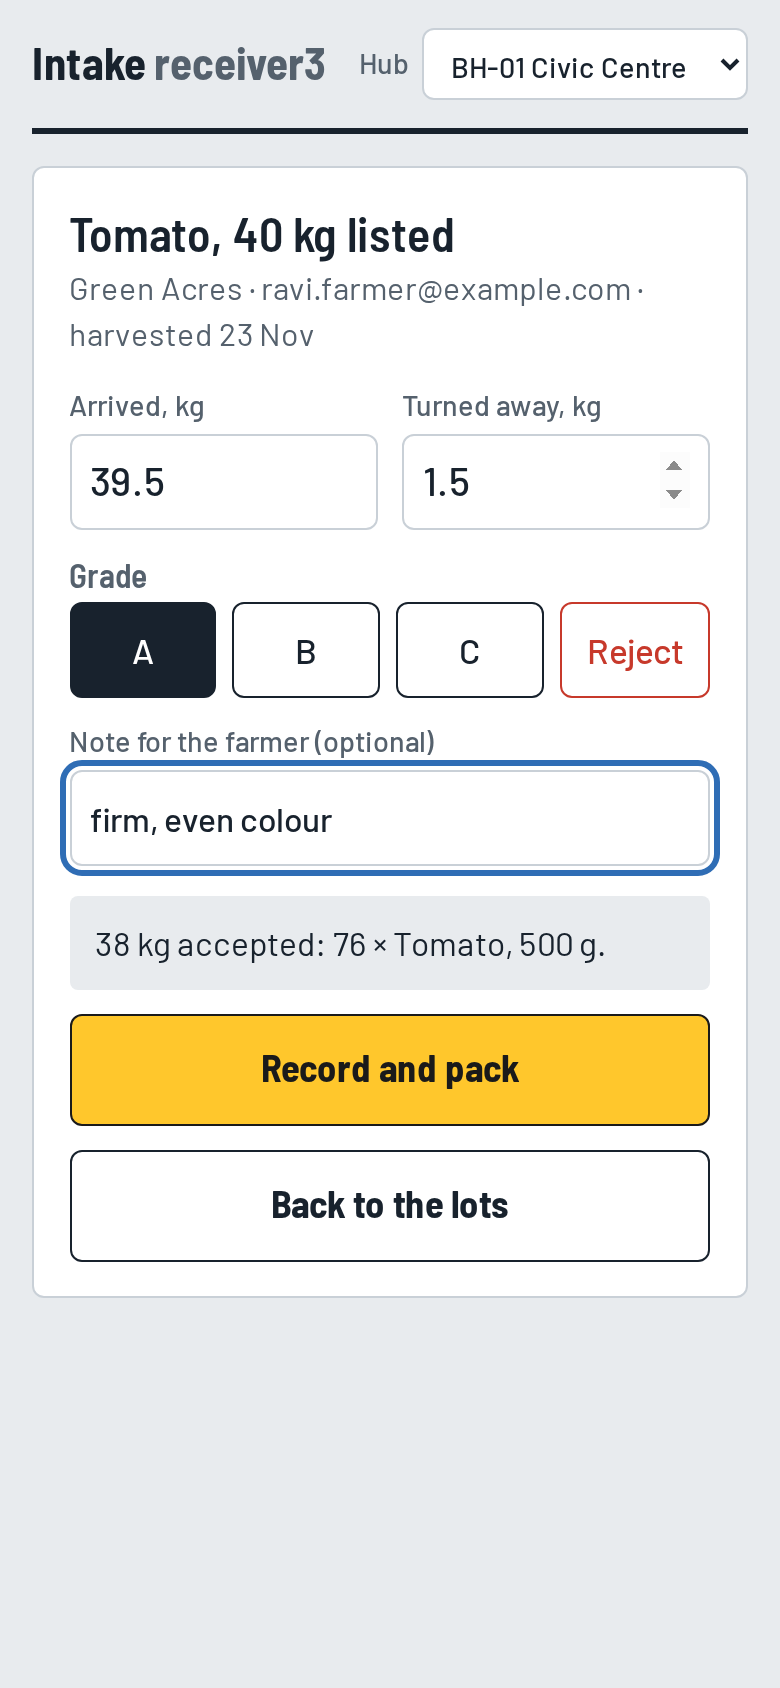 Intake receiver3 Hub BH-01 Civic Centre
Tomato, 40 kg listed
Green Acres · ravi.farmer@example.com ·
harvested 23 Nov
Arrived, kg Turned away, kg
39.5 1.5
Grade
A B C Reject
Note for the farmer (optional)
firm, even colour
38 kg accepted: 76 × Tomato, 500 g.
Record and pack
Back to the lots